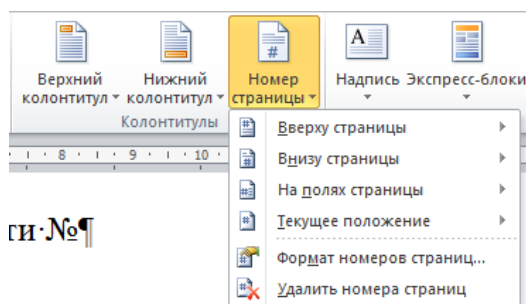 Верхний колонтитул
Нижний колонтитул
Номер страницы
Надпись
Экспресс-блоки
Колонтитулы
8 9 10
Вверху страницы
Внизу страницы
На полях страницы
Текущее положение
Формат номеров страниц...
Удалить номера страниц
ти·№¶